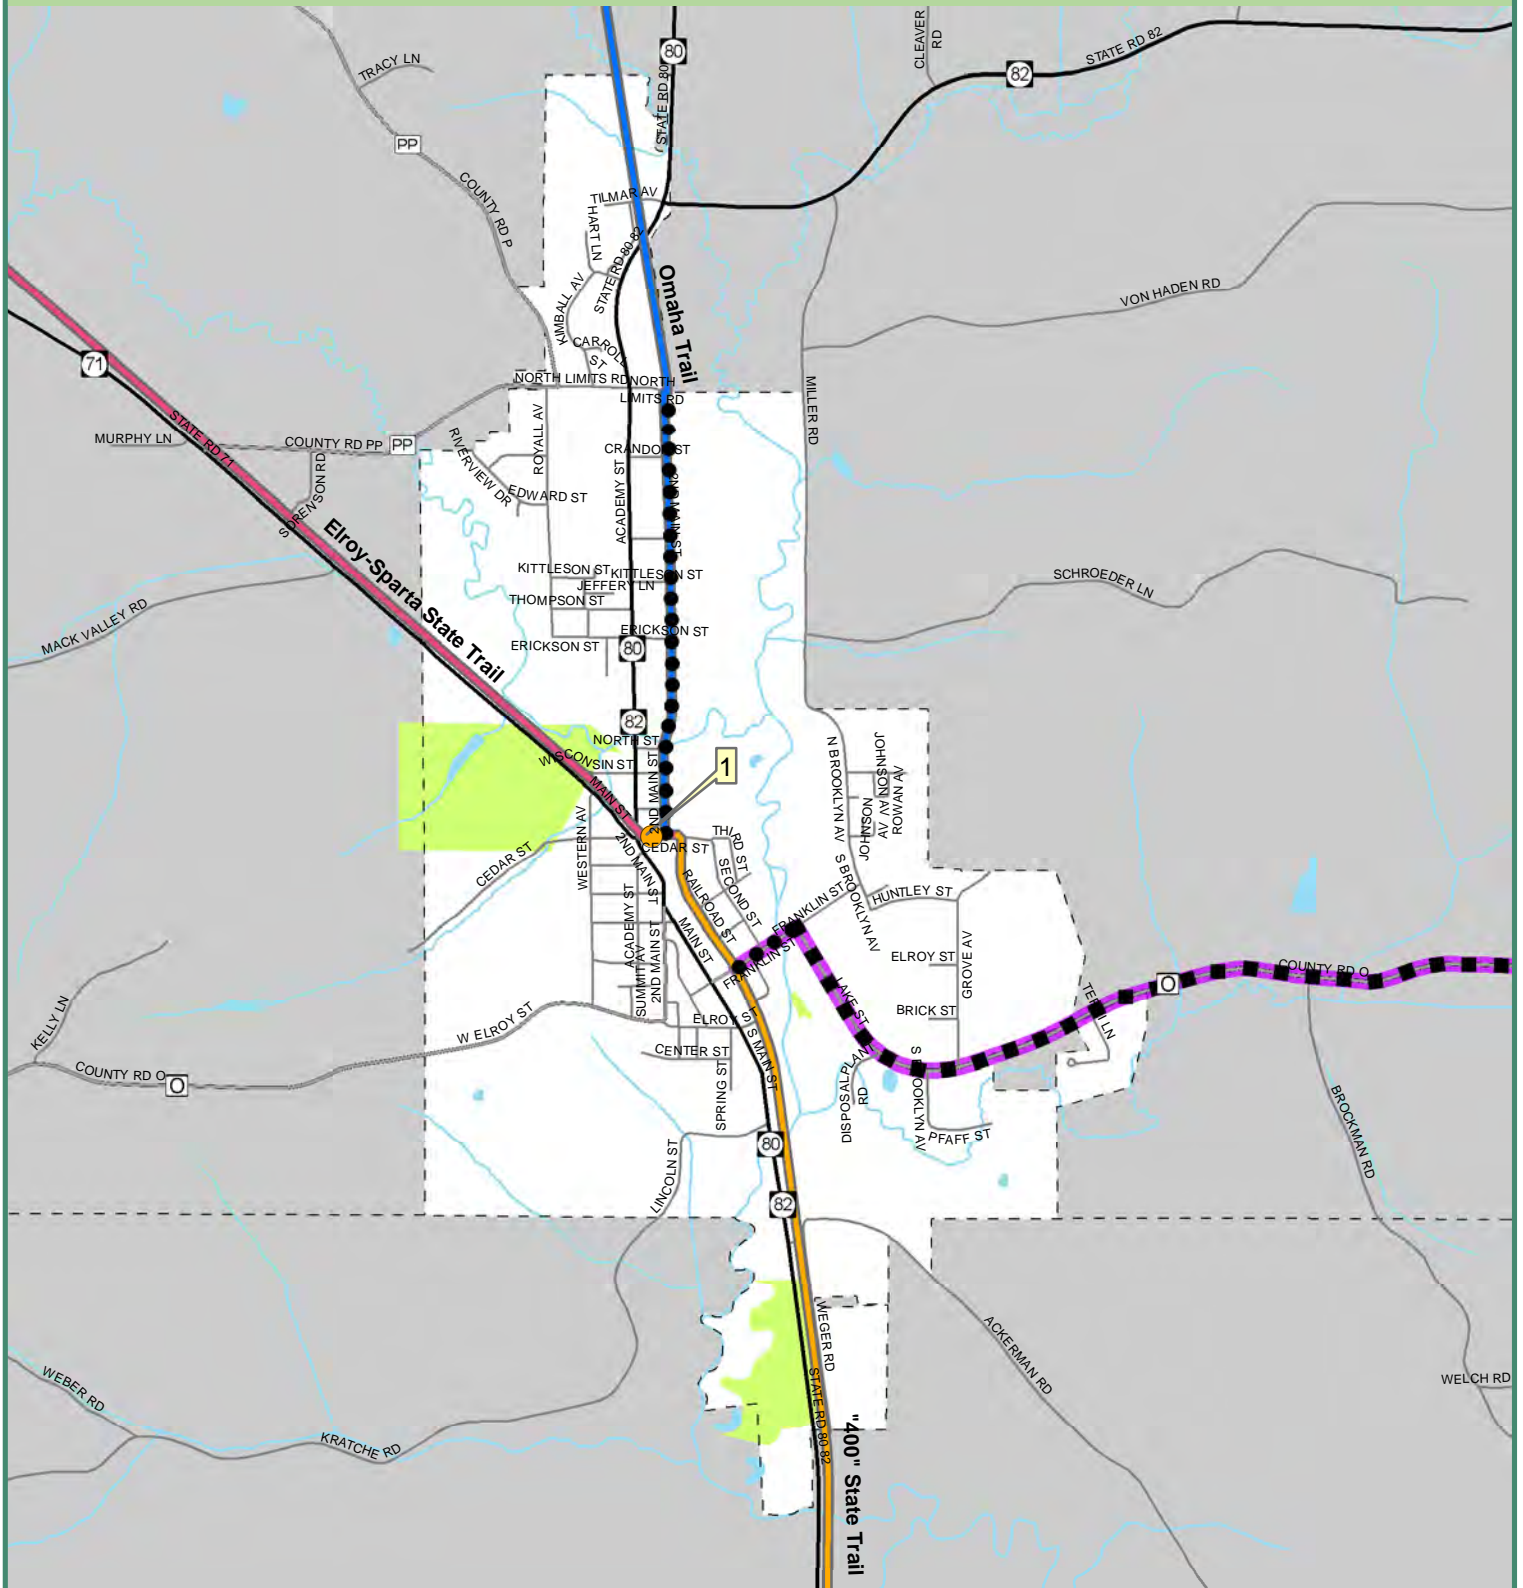 80
CLEAVER
RD
STATE RD 82
82
TRACY LN
STATE RD 80
PP
COUNTY RD P
TILMAR AV
HART LN
STATE RD 80-82
Omaha Trail
KIMBALL AV
VON HADEN RD
CARROLL
ST
71
NORTH LIMITS RD
NORTH
LIMITS RD
MILLER RD
STATE RD 71
MURPHY LN
COUNTY RD PP
PP
RIVERVIEW DR
ROYALL AV
CRANDON ST
SORENSON RD
EDWARD ST
ACADEMY ST
2ND MAIN ST
Elroy-Sparta State Trail
KITTLESON ST
KITTLESON ST
JEFFERY LN
THOMPSON ST
SCHROEDER LN
MACK VALLEY RD
ERICKSON ST
ERICKSON ST
80
82
NORTH ST
WISCONSIN ST
MAIN ST
2ND MAIN ST
1
N BROOKLYN AV
JOHNSON AV
ROWAN AV
JOHNSON
AV
WESTERN AV
CEDAR ST
CEDAR ST
THIRD ST
2ND MAIN ST
SECOND ST
RAILROAD ST
S BROOKLYN AV
HUNTLEY ST
FRANKLIN ST
ACADEMY ST
MAIN ST
FRANKLIN ST
SUMMIT AV
2ND MAIN ST
ELROY ST
GROVE AV
COUNTY RD O
O
LAKE ST
BRICK ST
TERRI LN
KELLY LN
W ELROY ST
ELROY ST
S MAIN ST
CENTER ST
SPRING ST
COUNTY RD O
O
DISPOSALPLANT
RD
S BROOKLYN AV
PFAFF ST
BROCKMAN RD
80
LINCOLN ST
82
WEGER RD
ACKERMAN RD
WEBER RD
WELCH RD
STATE RD 80-82
KRATCHE RD
"400" State Trail